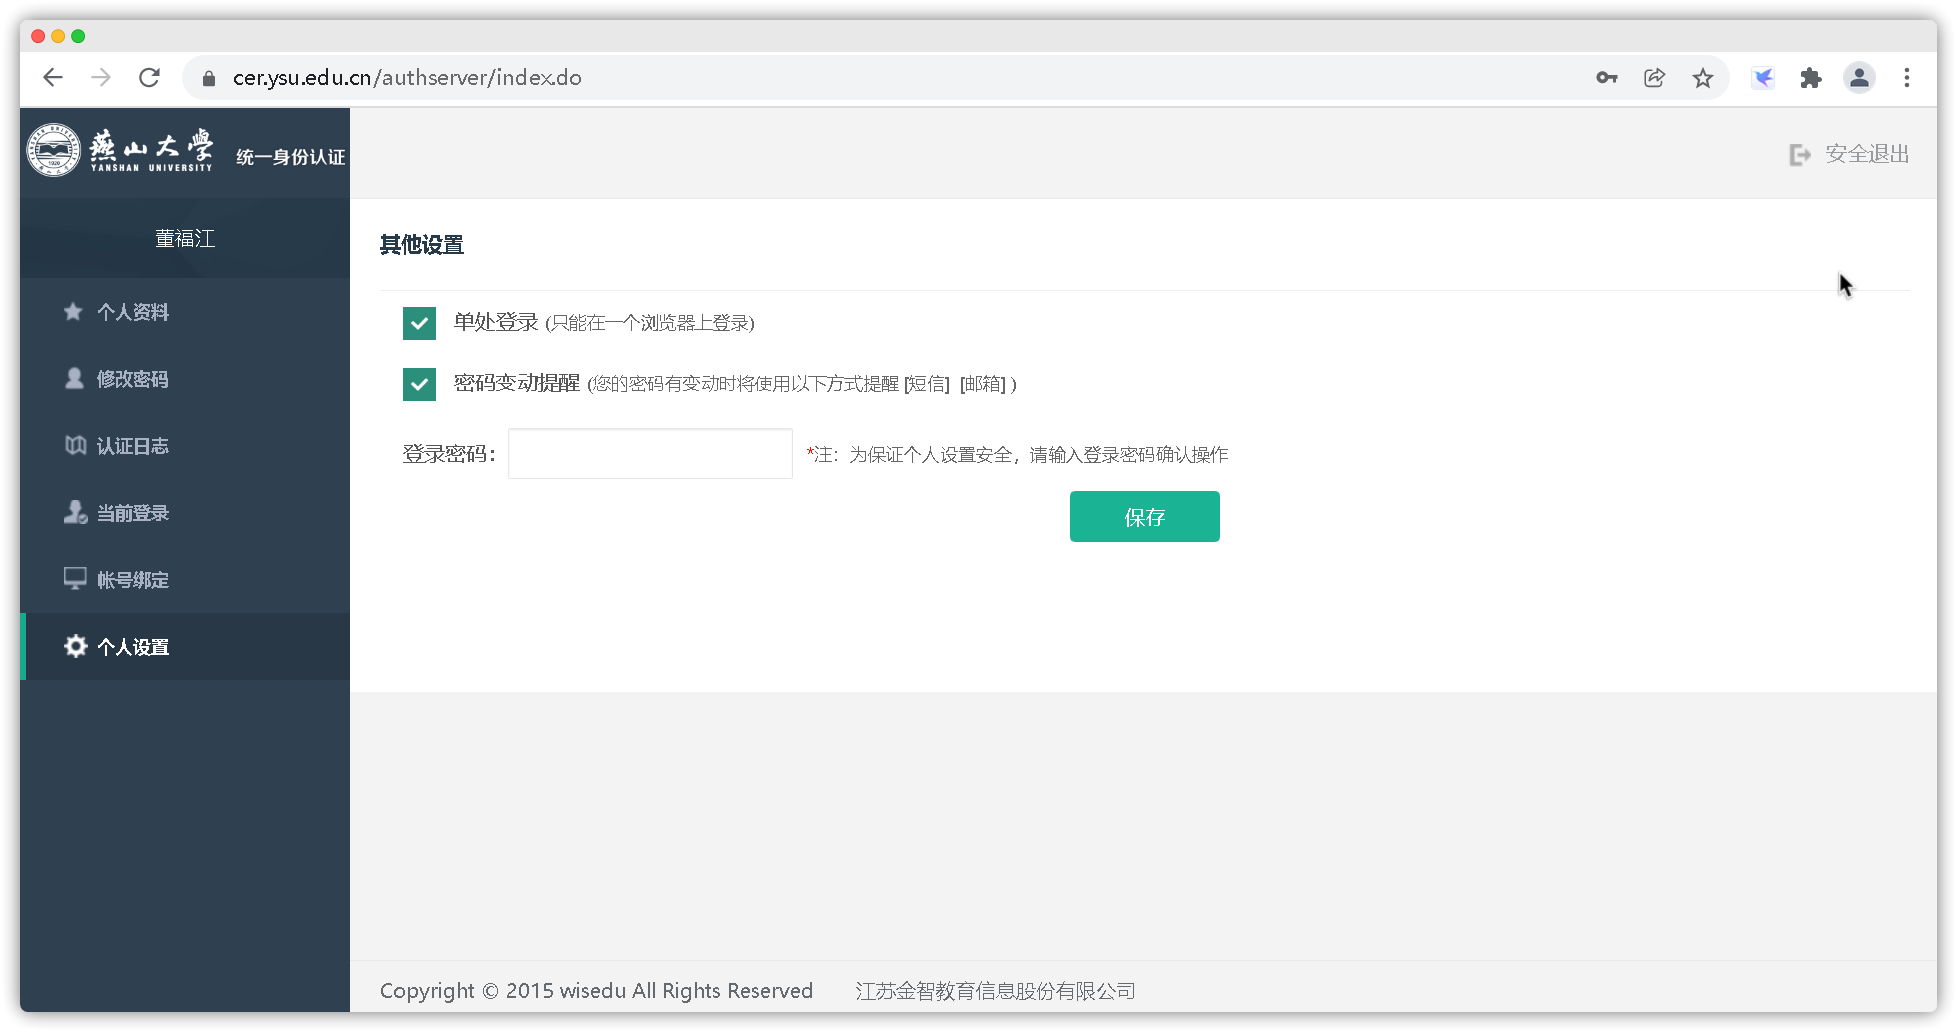 cer.ysu.edu.cn/authserver/index.do
燕山大学
YANSHAN UNIVERSITY
统一身份认证
安全退出
董福江
个人资料
修改密码
认证日志
当前登录
帐号绑定
个人设置
其他设置
单处登录 (只能在一个浏览器上登录)
密码变动提醒 (您的密码有变动时将使用以下方式提醒 [短信] [邮箱] )
登录密码： *注：为保证个人设置安全，请输入登录密码确认操作
保存
Copyright © 2015 wisedu All Rights Reserved 江苏金智教育信息股份有限公司